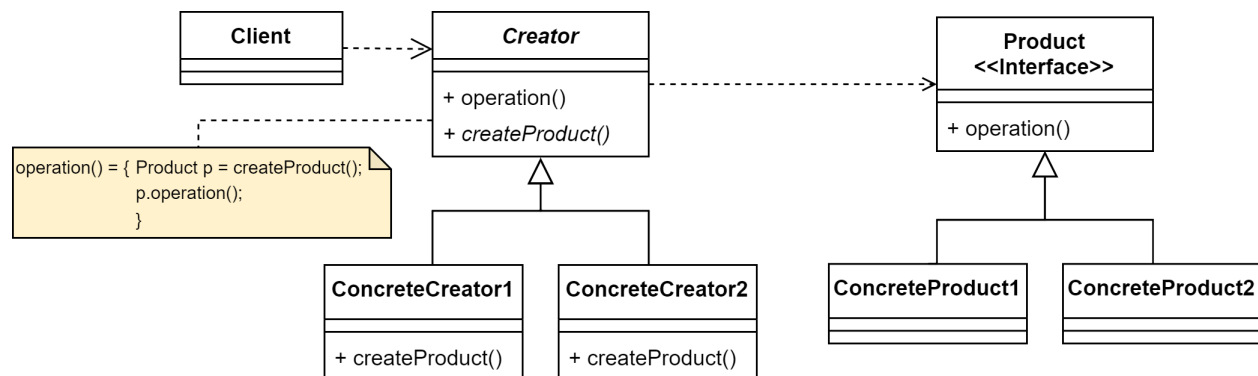 Client
Creator
+ operation()
+ createProduct()
Product
<<Interface>>
+ operation()
operation() = { Product p = createProduct();
p.operation();
}
ConcreteCreator1
+ createProduct()
ConcreteCreator2
+ createProduct()
ConcreteProduct1
ConcreteProduct2